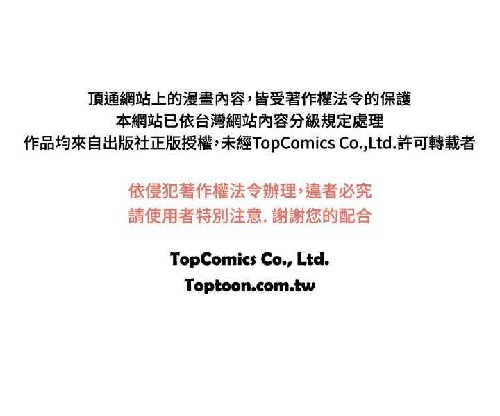 頂通網站上的漫畫內容，皆受著作權法令的保護
本網站已依台灣網站內容分級規定處理
作品均來自出版社正版授權，未經TopComics Co.,Ltd.許可轉載者
依侵犯著作權法令辦理，違者必究
請使用者特別注意. 謝謝您的配合
TopComics Co., Ltd.
Toptoon.com.tw